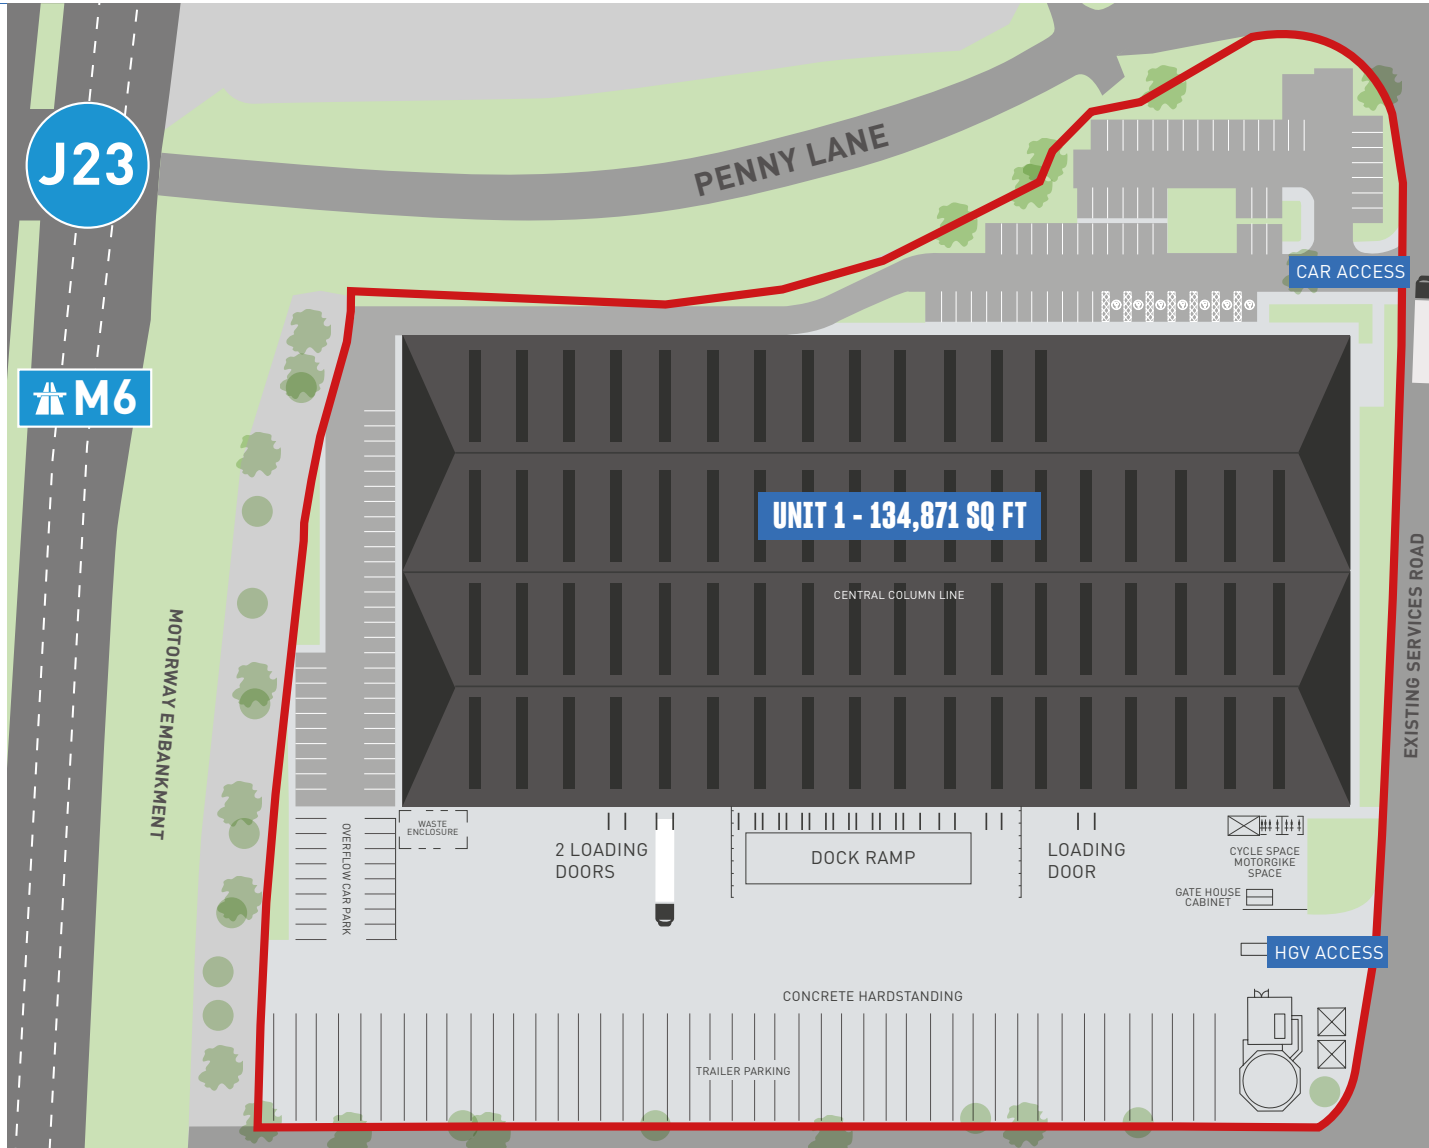 PENNY LANE
J23
CAR ACCESS
M6
UNIT 1 - 134,871 SQ FT
CENTRAL COLUMN LINE
EXISTING SERVICES ROAD
MOTORWAY EMBANKMENT
WASTE
ENCLOSURE
OVERFLOW CAR PARK
2 LOADING
DOORS
DOCK RAMP
LOADING
DOOR
CYCLE SPACE
MOTORGIKE
SPACE
GATE HOUSE
CABINET
HGV ACCESS
CONCRETE HARDSTANDING
TRAILER PARKING